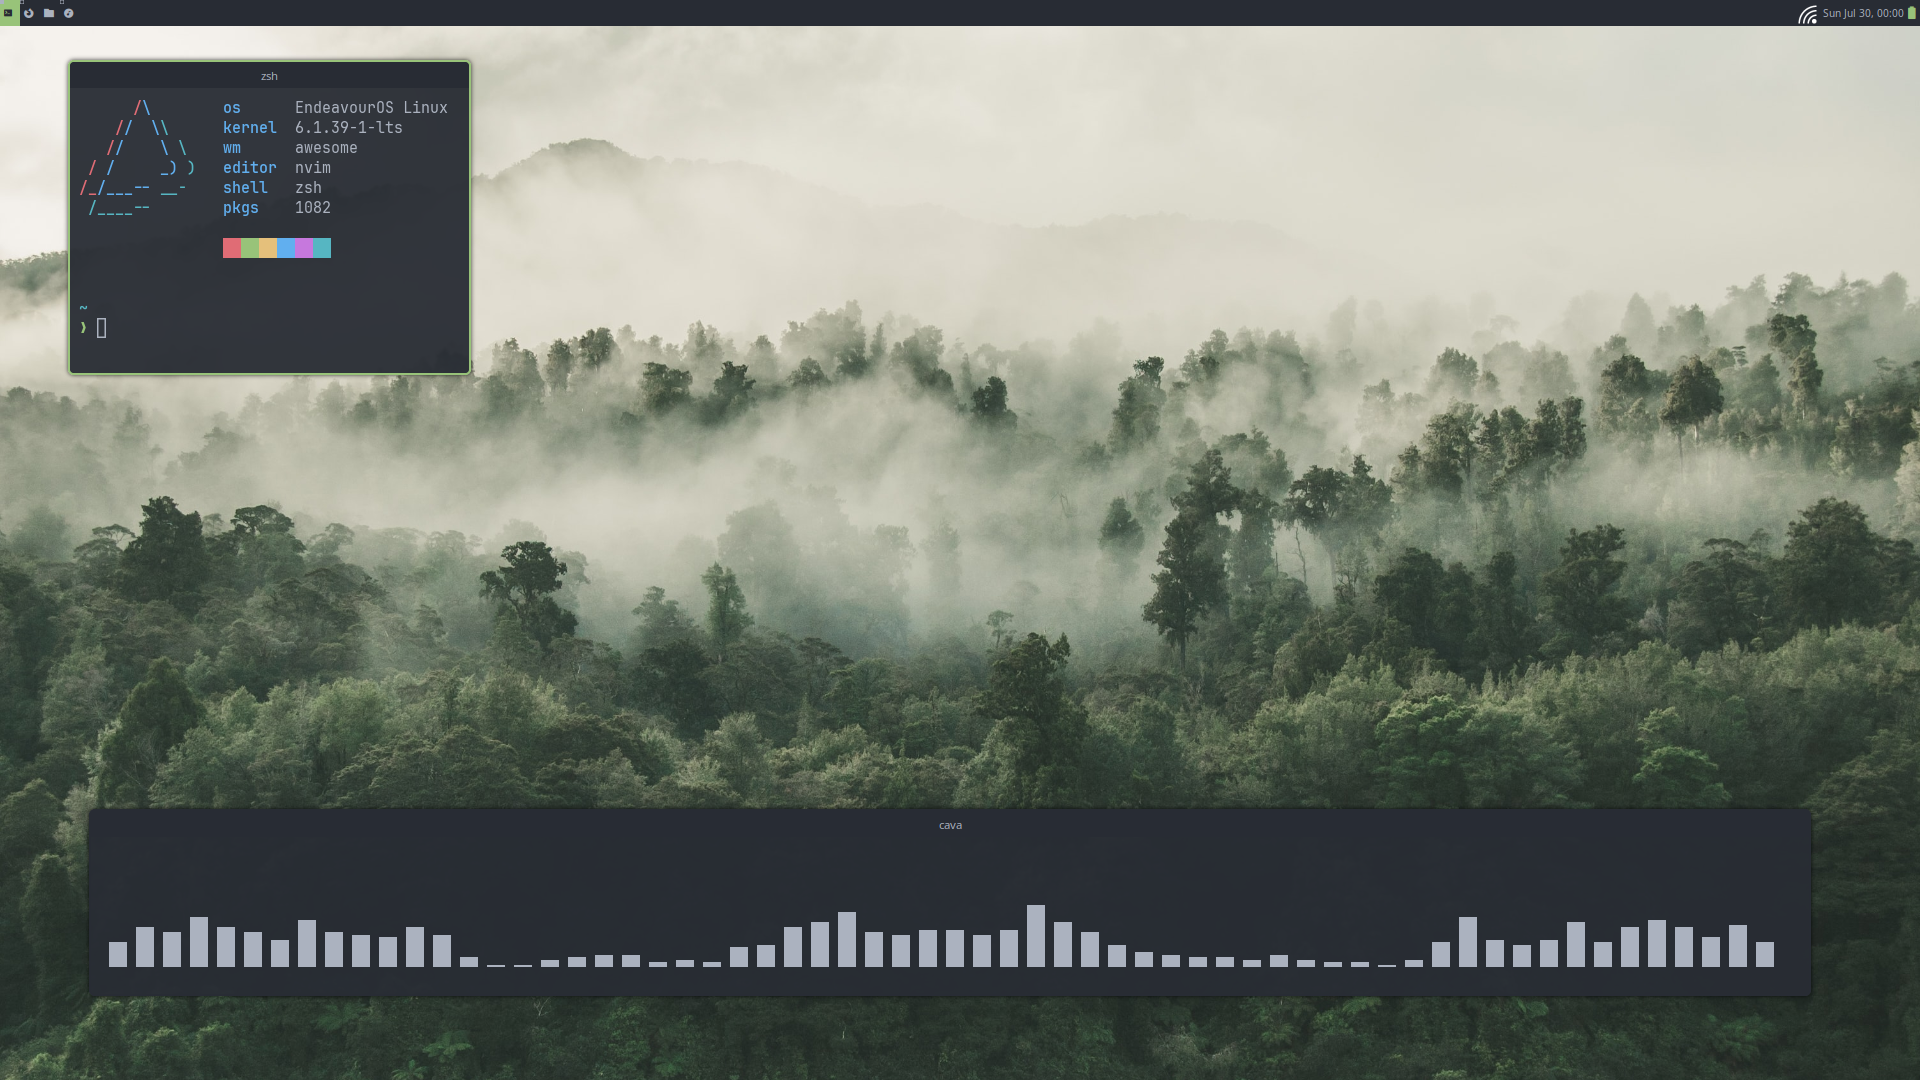 Sun Jul 30, 00:00
zsh
os EndeavourOS Linux
kernel 6.1.39-1-lts
wm awesome
editor nvim
shell zsh
pkgs 1082
~
❯
cava